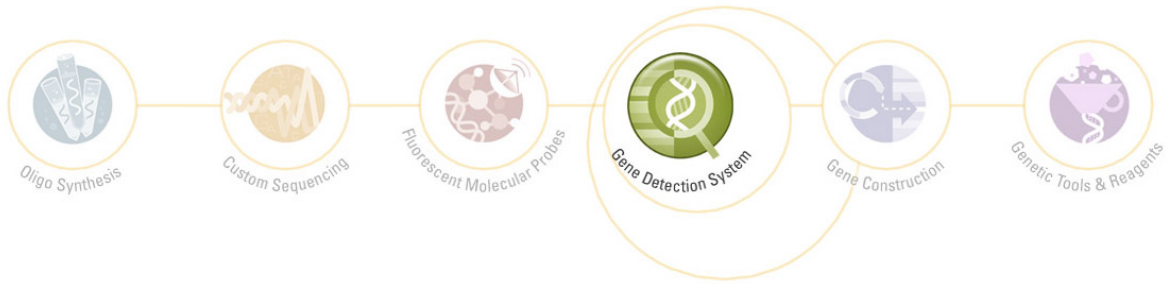 Oligo Synthesis
Custom Sequencing
Fluorescent Molecular Probes
Gene Detection System
Gene Construction
Genetic Tools & Reagents